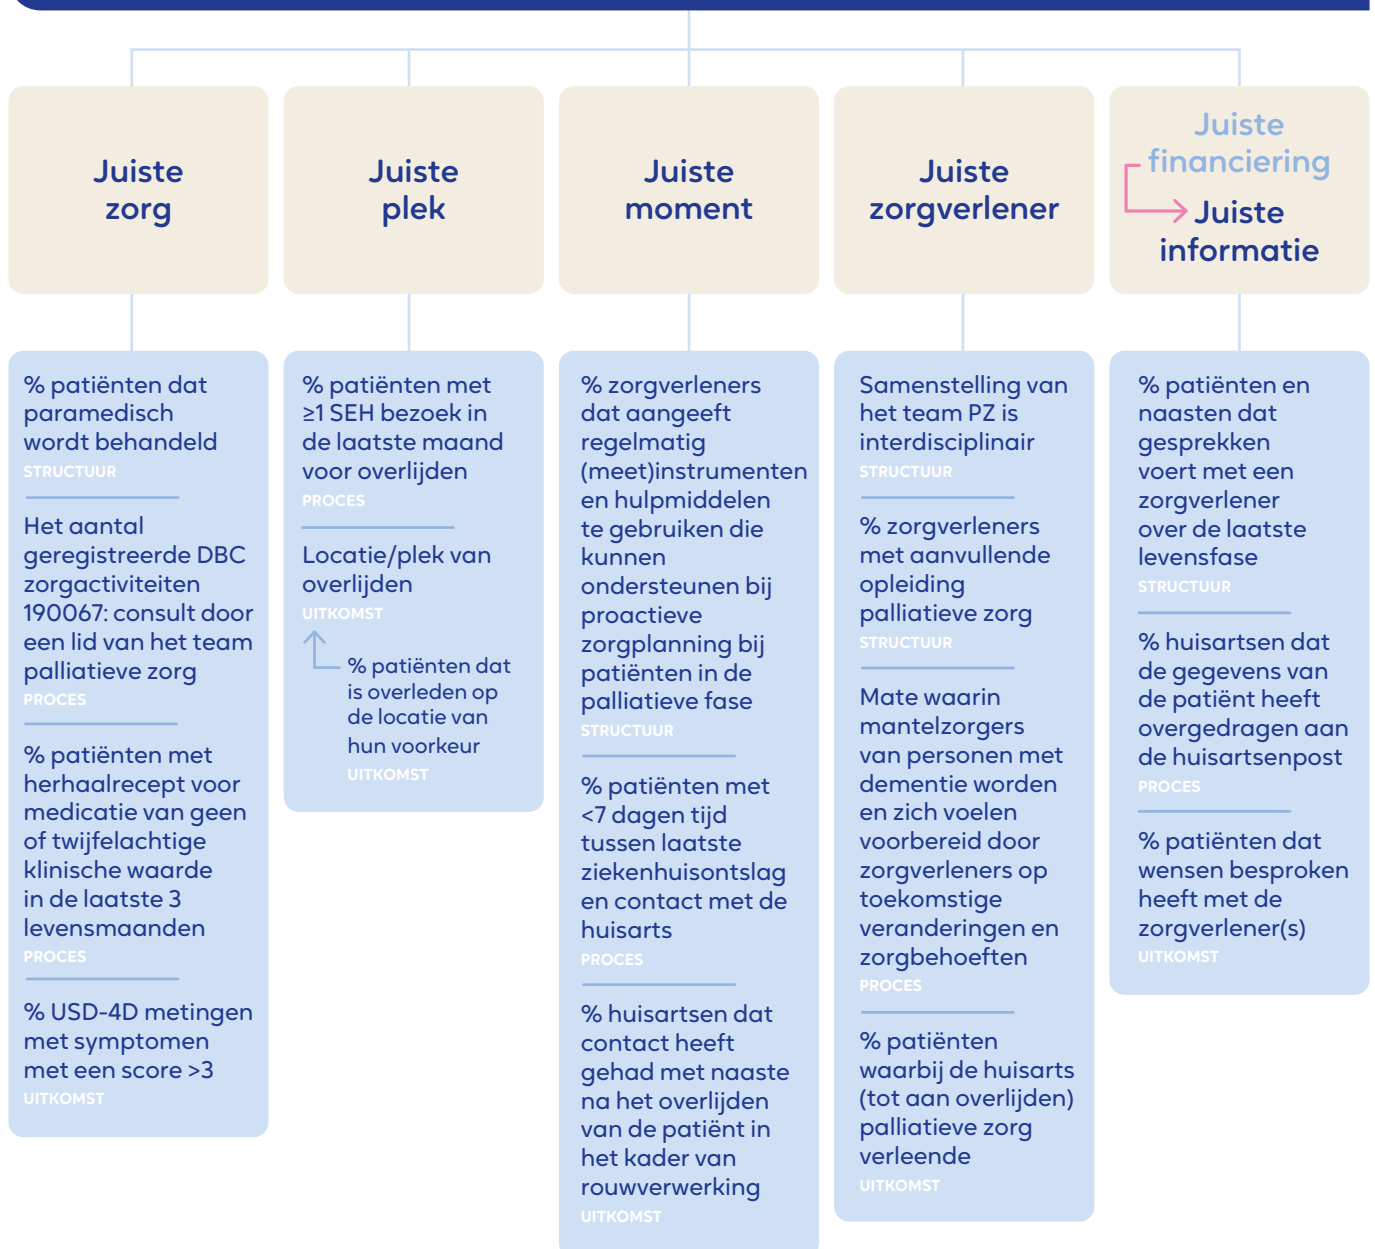 Juiste
zorg
Juiste
plek
Juiste
moment
Juiste
zorgverlener
Juiste
financiering
Juiste
informatie
% patiënten dat
paramedisch
wordt behandeld
STRUCTUUR
Het aantal
geregistreerde DBC
zorgactiviteiten
190067: consult door
een lid van het team
palliatieve zorg
PROCES
% patiënten met
herhaalrecept voor
medicatie van geen
of twijfelachtige
klinische waarde
in de laatste 3
levensmaanden
PROCES
% USD-4D metingen
met symptomen
met een score >3
UITKOMST
% patiënten met
≥1 SEH bezoek in
de laatste maand
voor overlijden
PROCES
Locatie/plek van
overlijden
UITKOMST
% patiënten dat
is overleden op
de locatie van
hun voorkeur
UITKOMST
% zorgverleners
dat aangeeft
regelmatig
(meet)instrumenten
en hulpmiddelen
te gebruiken die
kunnen
ondersteunen bij
proactieve
zorgplanning bij
patiënten in de
palliatieve fase
STRUCTUUR
% patiënten met
<7 dagen tijd
tussen laatste
ziekenhuisontslag
en contact met de
huisarts
PROCES
% huisartsen dat
contact heeft
gehad met naaste
na het overlijden
van de patiënt in
het kader van
rouwverwerking
UITKOMST
Samenstelling van
het team PZ is
interdisciplinair
STRUCTUUR
% zorgverleners
met aanvullende
opleiding
palliatieve zorg
STRUCTUUR
Mate waarin
mantelzorgers
van personen met
dementie worden
en zich voelen
voorbereid door
zorgverleners op
toekomstige
veranderingen en
zorgbehoeften
PROCES
% patiënten
waarbij de huisarts
(tot aan overlijden)
palliatieve zorg
verleende
UITKOMST
% patiënten en
naasten dat
gesprekken
voert met een
zorgverlener
over de laatste
levensfase
STRUCTUUR
% huisartsen dat
de gegevens van
de patiënt heeft
overgedragen aan
de huisartsenpost
PROCES
% patiënten dat
wensen besproken
heeft met de
zorgverlener(s)
UITKOMST